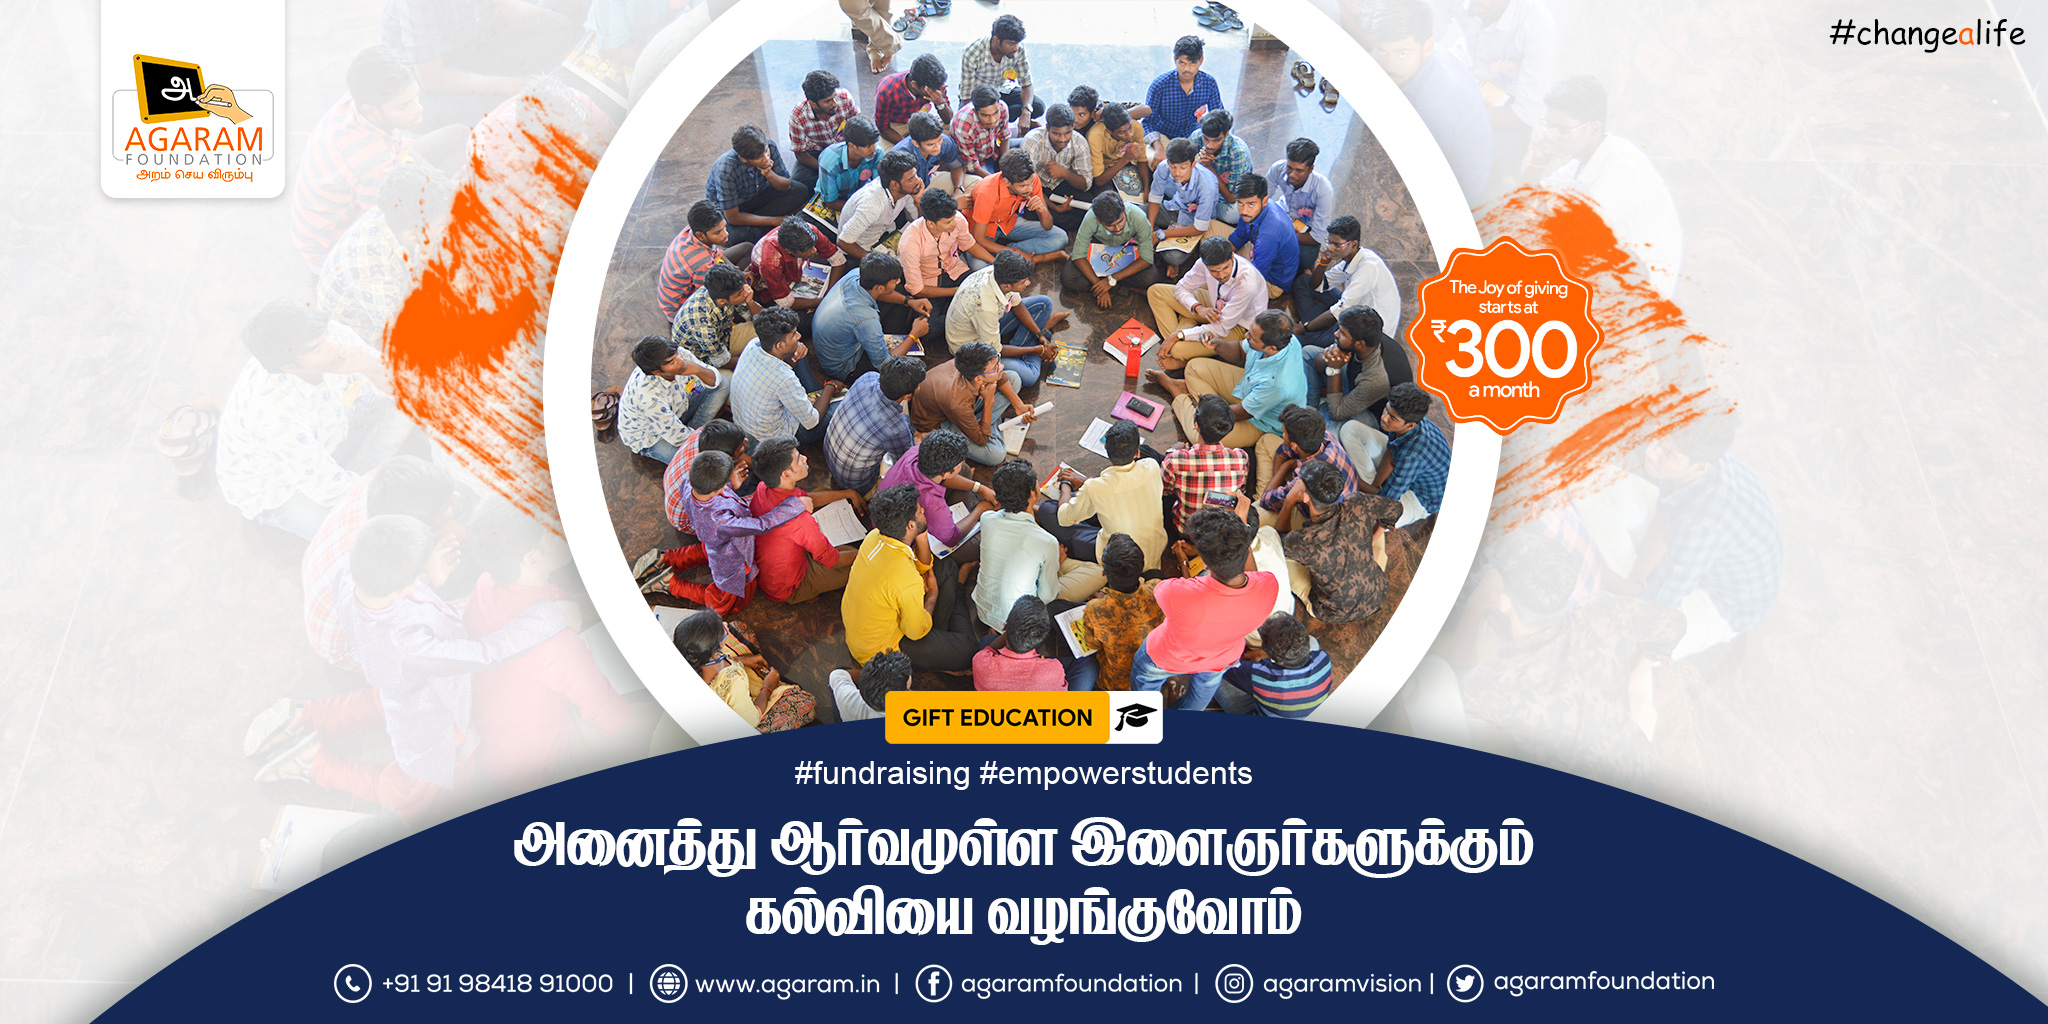 அ
AGARAM
FOUNDATION
அறம் செய விரும்பு
#changealife
The Joy of giving
starts at
₹300
a month
GIFT EDUCATION
#fundraising #empowerstudents
அனைத்து ஆர்வமுள்ள இளைஞர்களுக்கும்
கல்வியை வழங்குவோம்
+91 91 98418 91000 | www.agaram.in | agaramfoundation | agaramvision | agaramfoundation